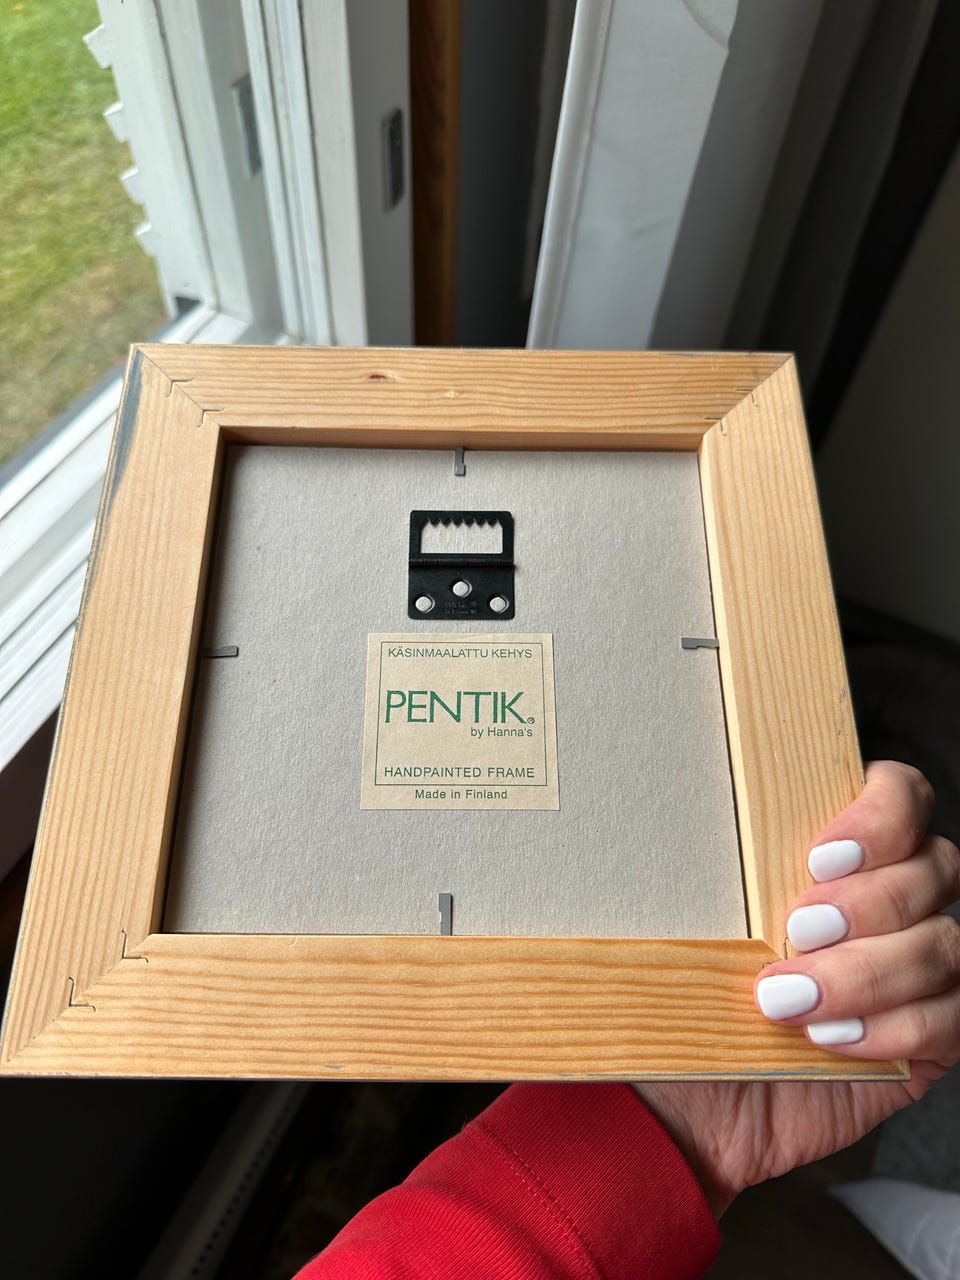 KÄSINMAALATTU KEHYS
PENTIK®
by Hanna's
HANDPAINTED FRAME
Made in Finland